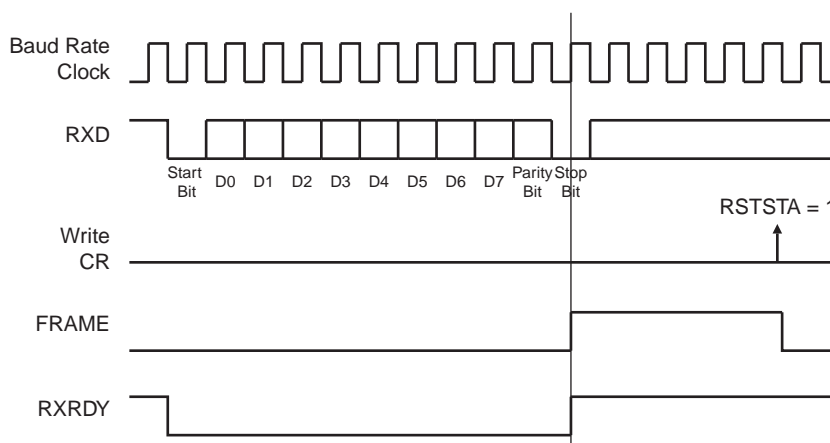 Baud Rate
Clock
RXD
Start
Bit
D0 D1 D2 D3 D4 D5 D6 D7
Parity
Bit
Stop
Bit
RSTSTA = 1
Write
CR
FRAME
RXRDY